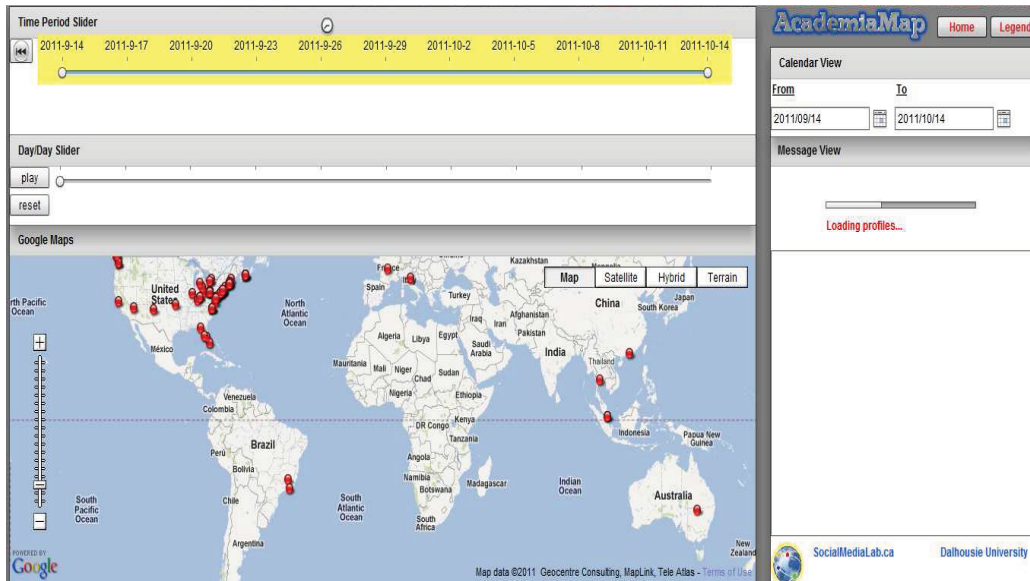 Time Period Slider
2011-9-14 2011-9-17 2011-9-20 2011-9-23 2011-9-26 2011-9-29 2011-10-2 2011-10-5 2011-10-8 2011-10-11 2011-10-14
Day/Day Slider
play
reset
Google Maps
Map Satellite Hybrid Terrain
United
States
North
Atlantic
Ocean
Ocean
México
France
Spain
Turkey
Kazakhstan
China
Japan
South Korea
Afghanistan
Iraq
Iran
Pakistan
Algeria
Libya
Egypt
Saudi
Arabia
India
Thailand
Mauritania
Mali
Niger
Chad
Sudan
Nigeria
Ethiopia
Venezuela
Colombia
DR Congo
Kenya
Tanzania
Indonesia
Papua New
Guinea
Brazil
Perú
Bolivia
Angola
Namibia
Botswana
Madagascar
Indian
Ocean
Australia
South
Pacific
Ocean
Chile
South
Atlantic
Ocean
South
Africa
Argentina
New
Zealand
POWERED BY
Google
Map data ©2011 Geocentre Consulting, MapLink, Tele Atlas - Terms of Use
AcademiaMap
Home
Legend
Calendar View
From To
2011/09/14 2011/10/14
Message View
Loading profiles...
SocialMediaLab.ca Dalhousie University